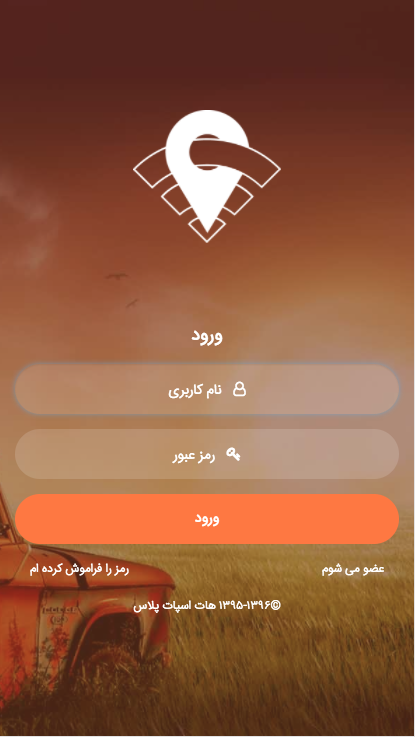 ورود
نام کاربری
رمز عبور
ورود
عضو می شوم
رمز را فراموش کرده ام
©۱۳۹۵-۱۳۹۶ هات اسپات پلاس